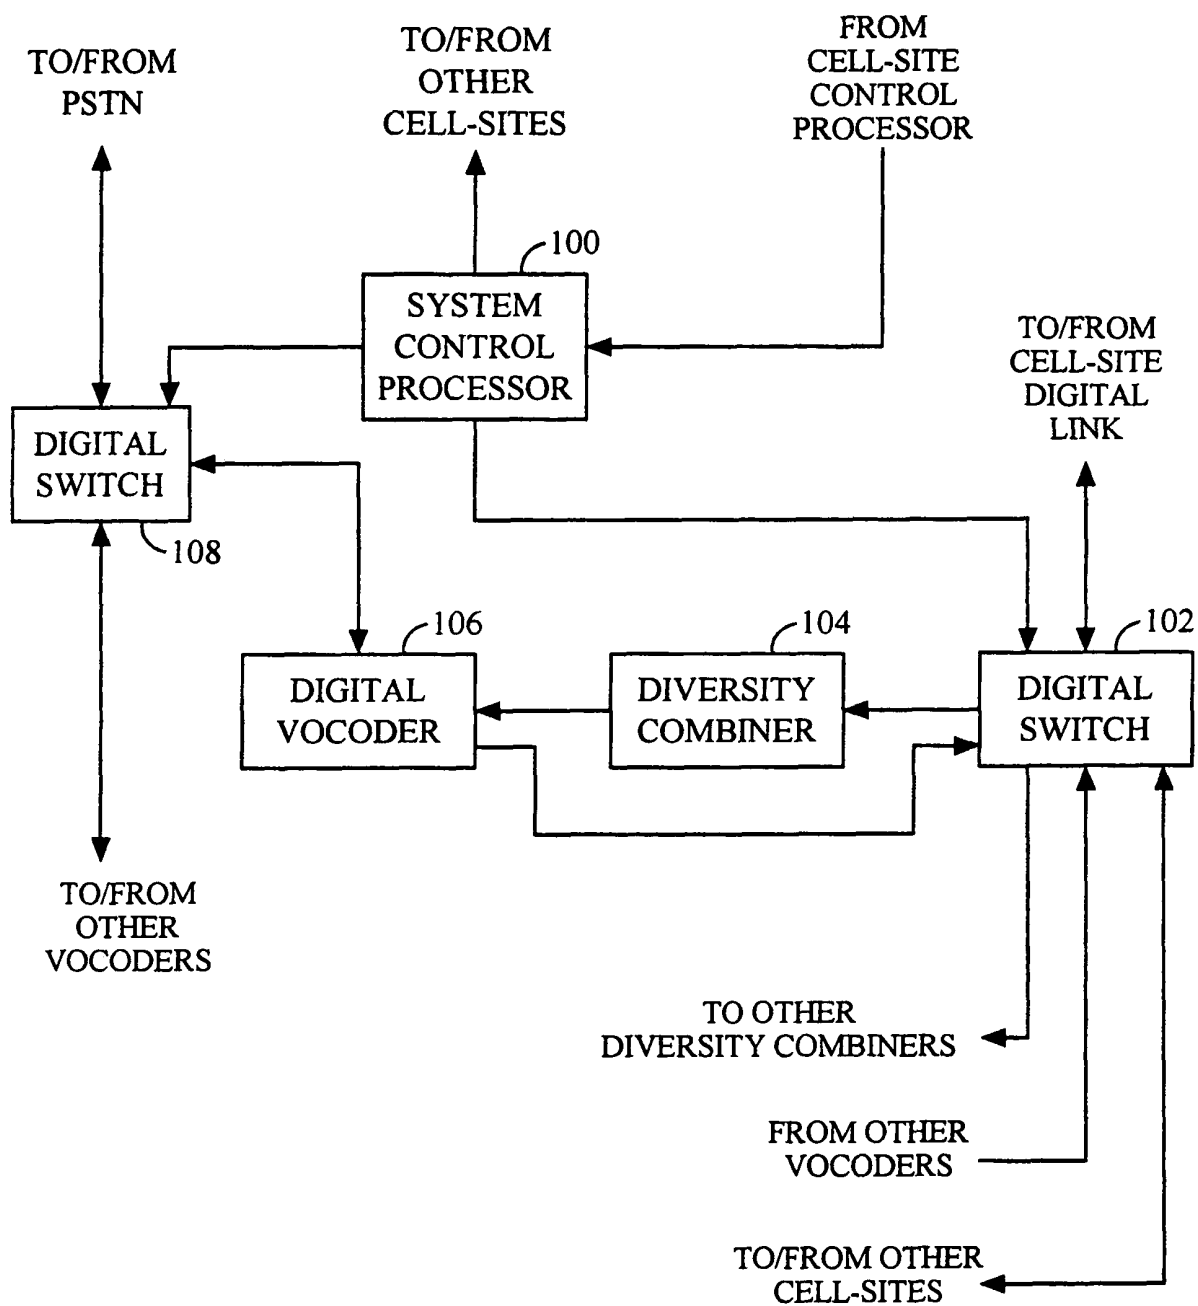 TO/FROM
PSTN
TO/FROM
OTHER
CELL-SITES
FROM
CELL-SITE
CONTROL
PROCESSOR
100
SYSTEM
CONTROL
PROCESSOR
TO/FROM
CELL-SITE
DIGITAL
LINK
DIGITAL
SWITCH
108
106
DIGITAL
VOCODER
104
DIVERSITY
COMBINER
102
DIGITAL
SWITCH
TO/FROM
OTHER
VOCODERS
TO OTHER
DIVERSITY COMBINERS
FROM OTHER
VOCODERS
TO/FROM OTHER
CELL-SITES